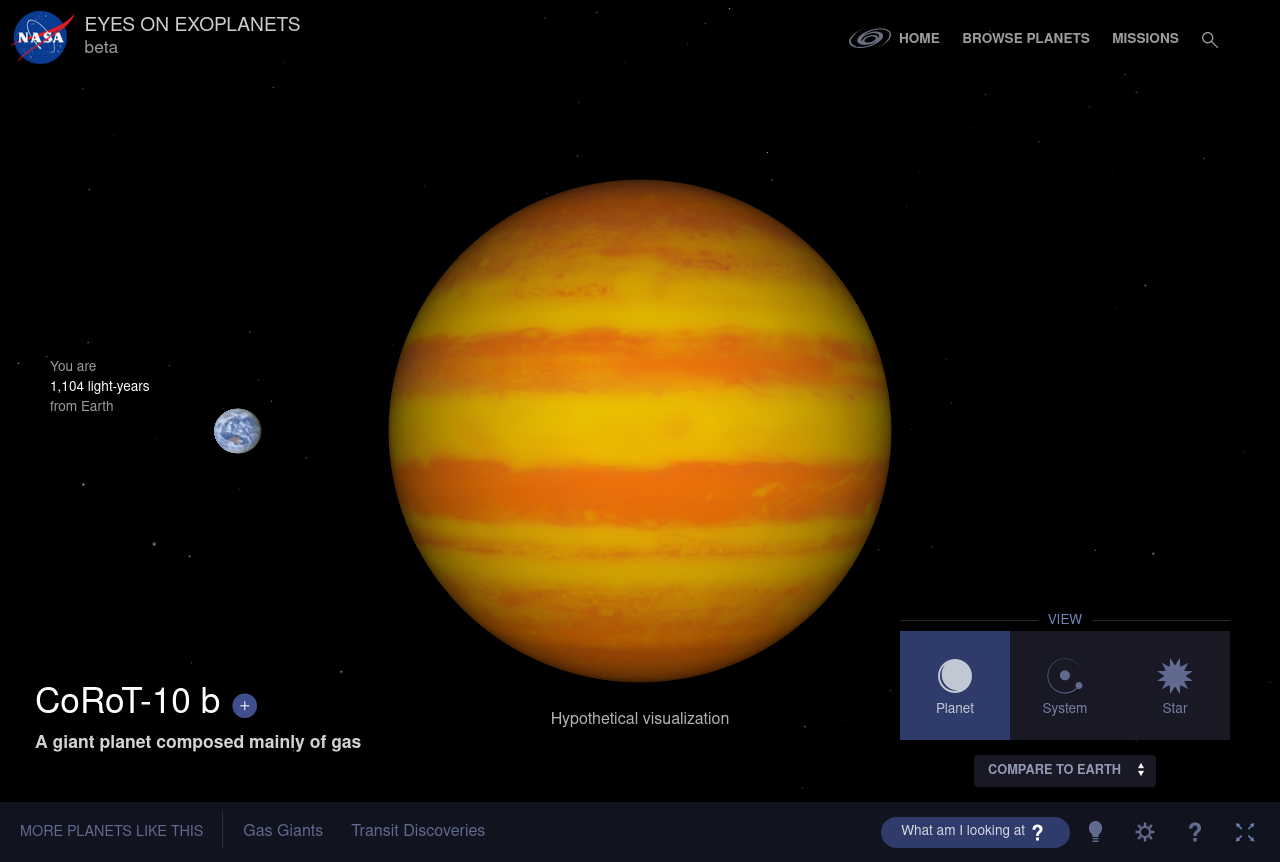 NASA
EYES ON EXOPLANETS
beta
HOME
BROWSE PLANETS
MISSIONS
You are
1,104 light-years
from Earth
CoRoT-10 b +
A giant planet composed mainly of gas
Hypothetical visualization
VIEW
Planet
System
Star
COMPARE TO EARTH
MORE PLANETS LIKE THIS
Gas Giants
Transit Discoveries
What am I looking at ?
?